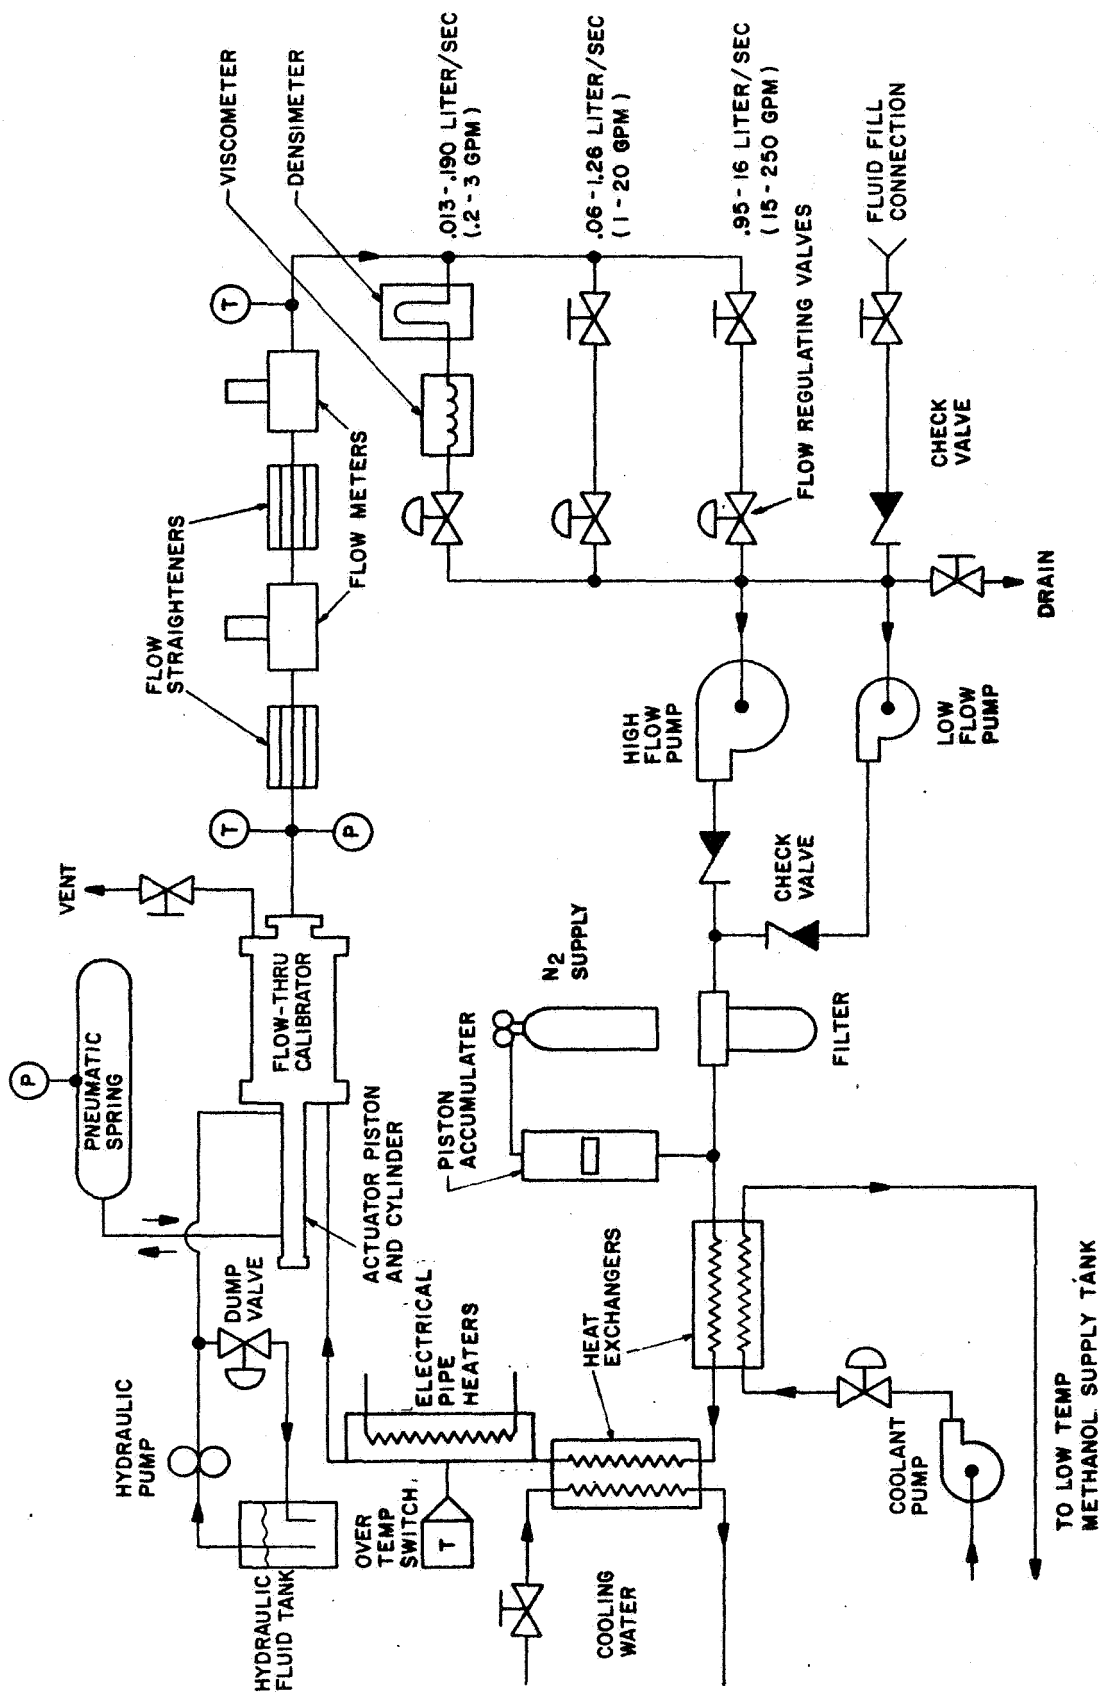 HYDRAULIC
FLUID TANK
HYDRAULIC
PUMP
DUMP
VALVE
P
PNEUMATIC
SPRING
VENT
FLOW-THRU
CALIBRATOR
ACTUATOR PISTON
AND CYLINDER
T
P
FLOW
STRAIGHTENERS
FLOW METERS
T
VISCOMETER
DENSIMETER
.013-.190 LITER/SEC
(.2-3 GPM)
.06-1.26 LITER/SEC
(1-20 GPM)
.95-16 LITER/SEC
(15-250 GPM)
FLOW REGULATING VALVES
FLUID FILL
CONNECTION
CHECK
VALVE
DRAIN
HIGH
FLOW
PUMP
LOW
FLOW
PUMP
CHECK
VALVE
N2
SUPPLY
FILTER
PISTON
ACCUMULATER
ELECTRICAL
PIPE
HEATERS
OVER
TEMP
SWITCH
T
HEAT
EXCHANGERS
COOLING
WATER
COOLANT
PUMP
TO LOW TEMP
METHANOL SUPPLY TANK